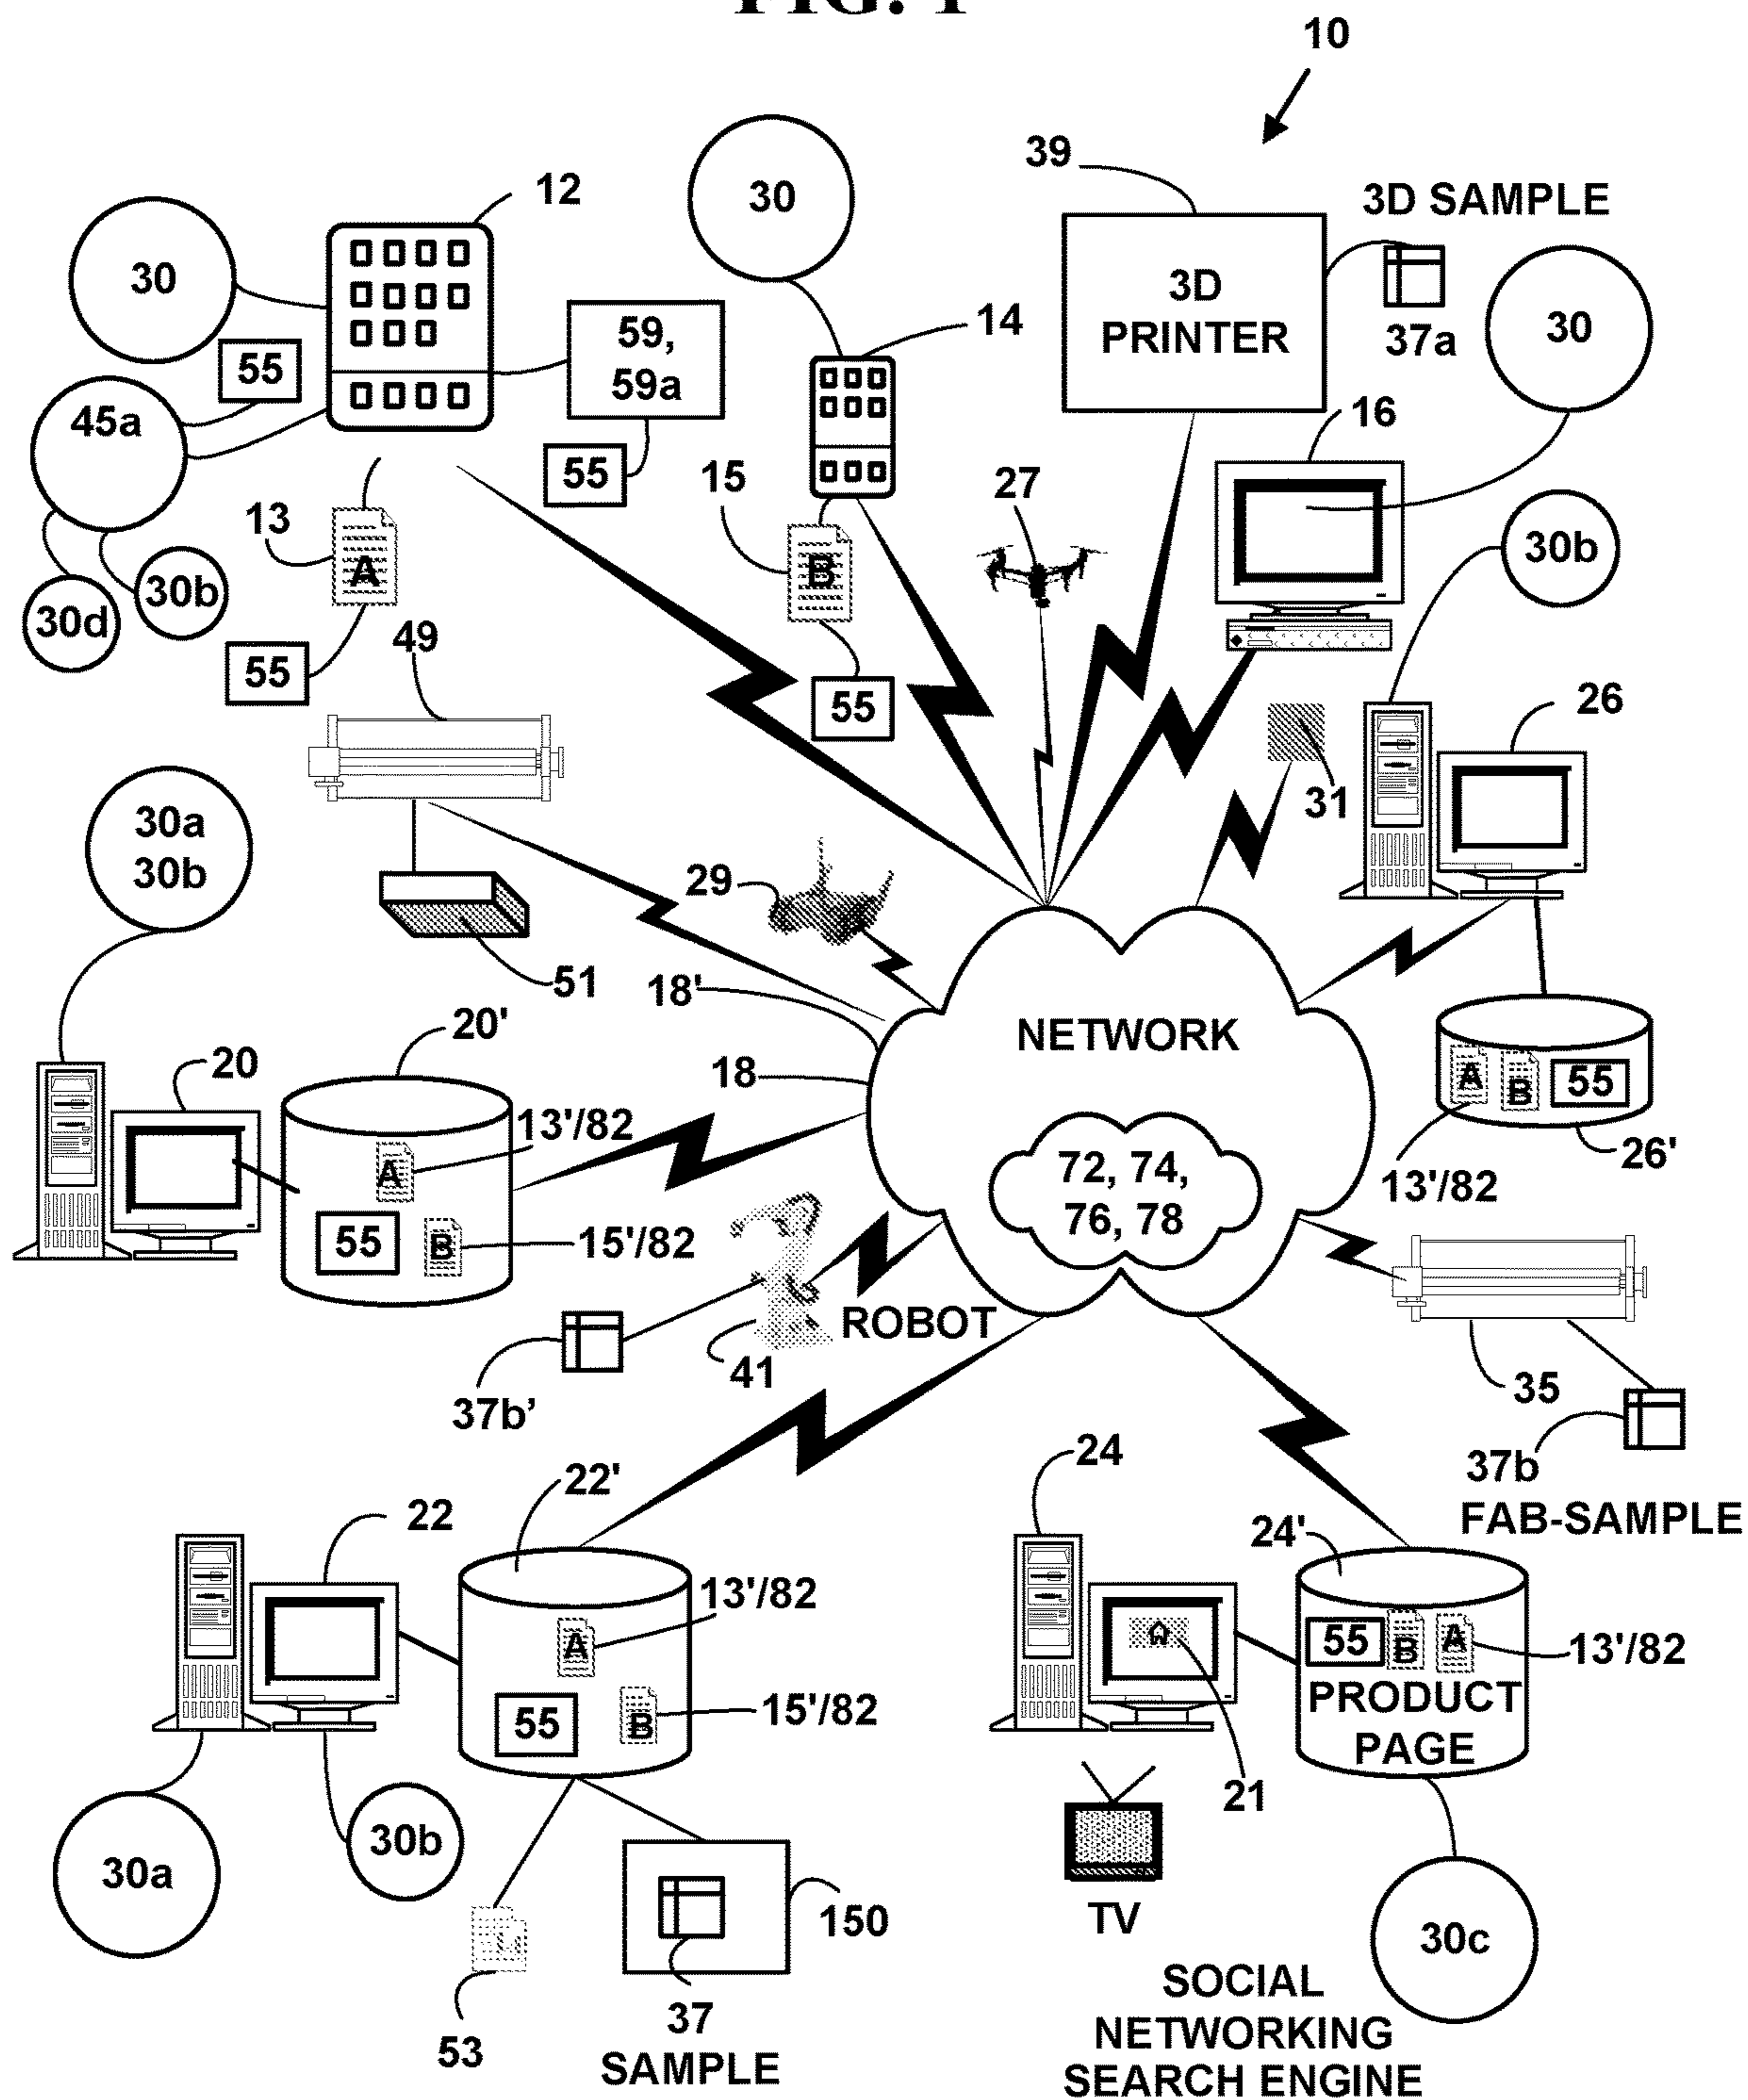 FIG. 1
10
39
3D SAMPLE
12
30
30
30
3D
PRINTER
37a
30
55
59,
59a
14
45a
16
55
15
27
13
A
B
30b
30d
30b
49
55
55
26
31
30a
30b
29
51
18'
20'
NETWORK
20
18
13'/82
A
A
B
55
26'
13'/82
72, 74,
76, 78
55
B
15'/82
ROBOT
41
37b’
35
37b
FAB-SAMPLE
24
22'
22
24'
13'/82
A
55
B
A
13'/82
PRODUCT
PAGE
55
B
15'/82
21
30a
30b
150
TV
30c
37
SAMPLE
53
SOCIAL
NETWORKING
SEARCH ENGINE